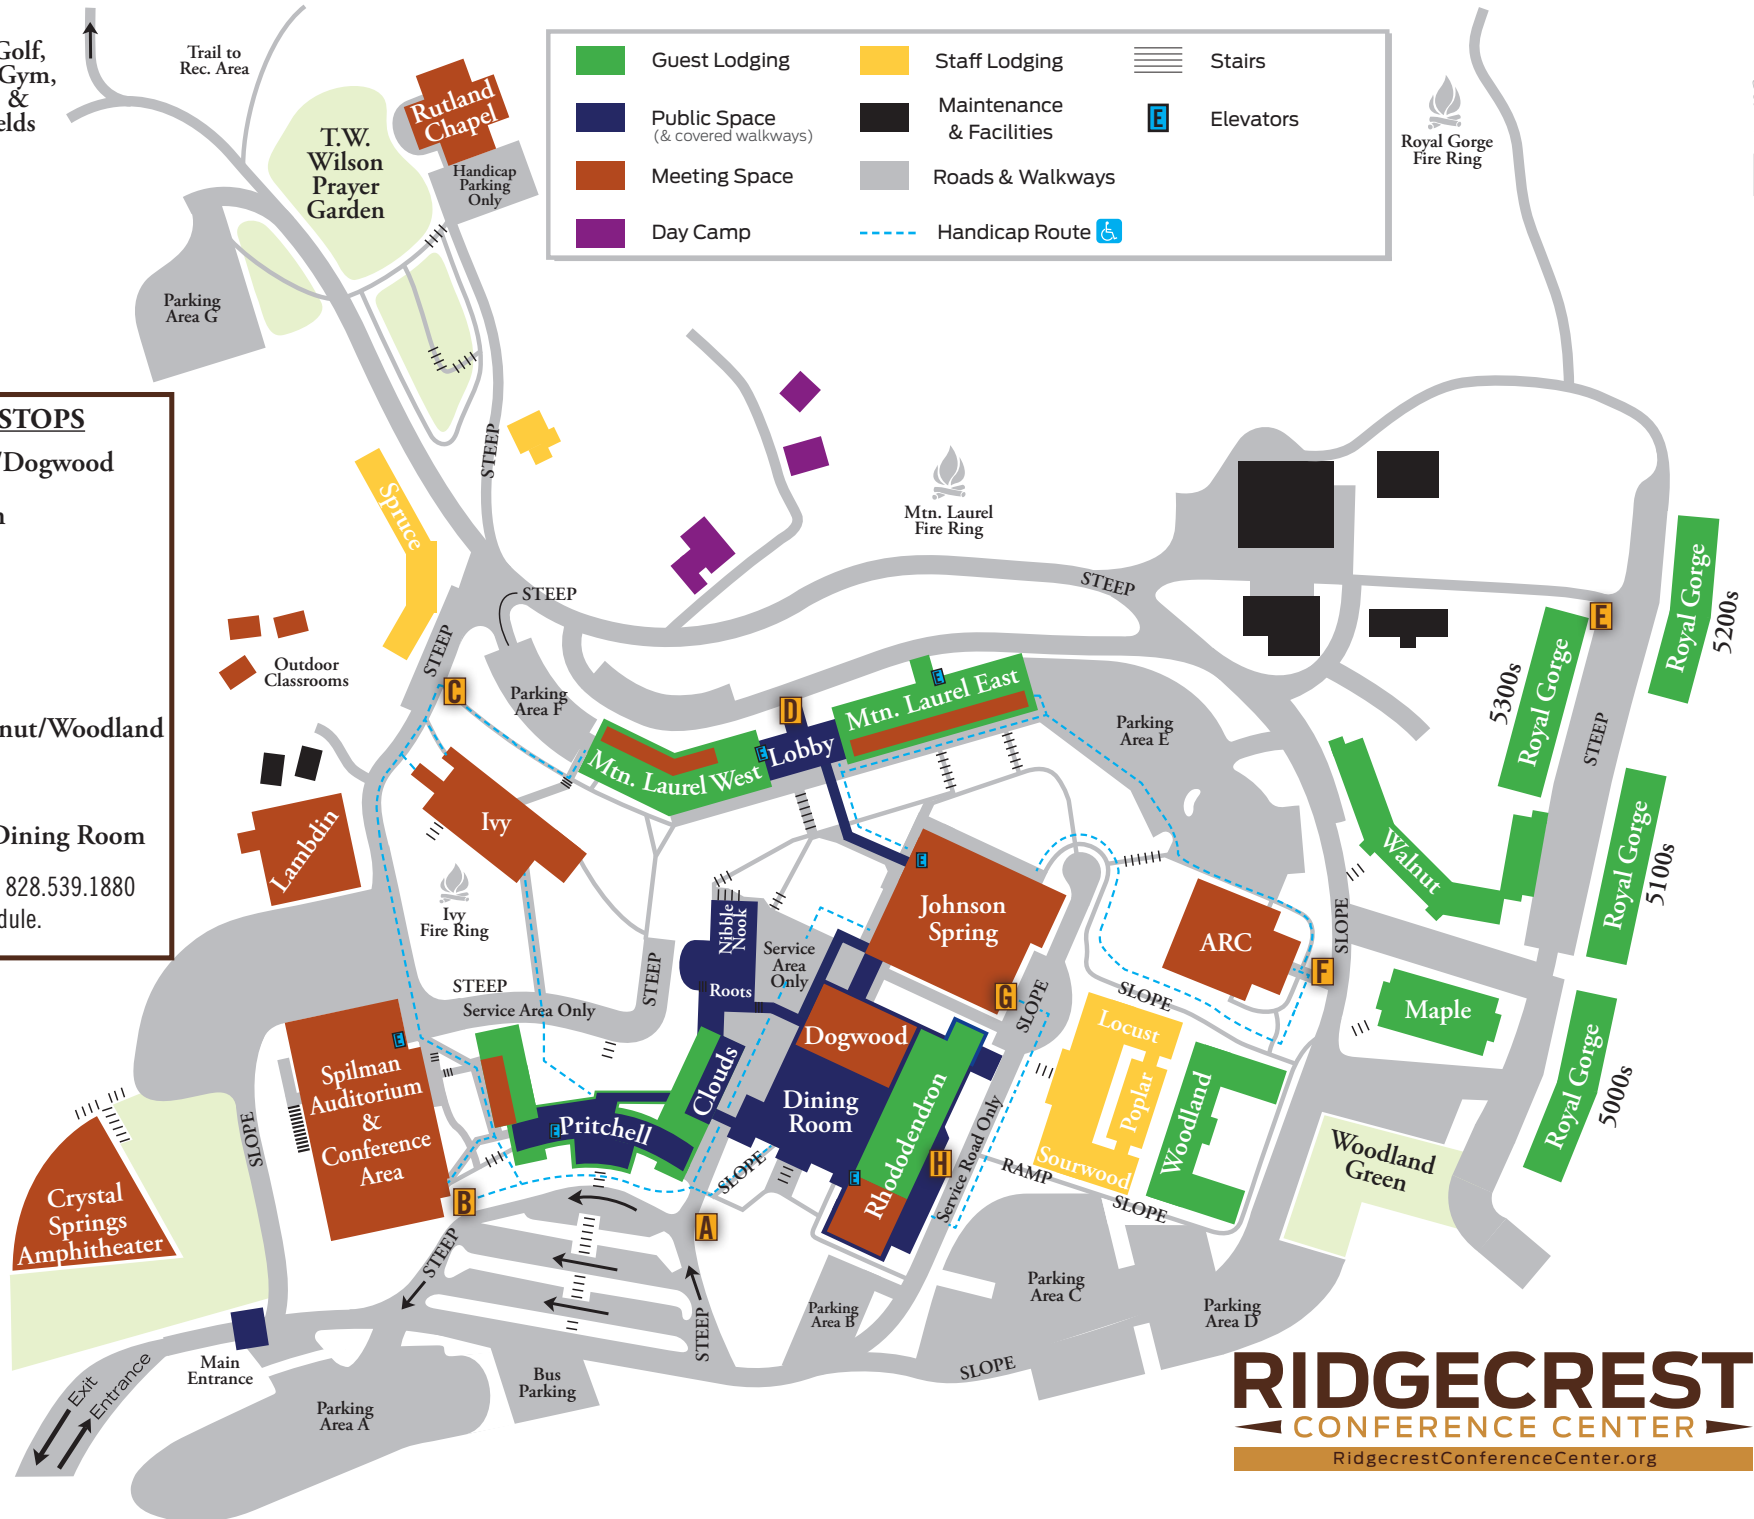 Golf,
Gym,
&
elds
Trail to
Rec. Area
T.W.
Wilson
Prayer
Garden
Rutland
Chapel
Handicap
Parking
Only
Guest Lodging
Public Space
(& covered walkways)
Meeting Space
Day Camp
Staff Lodging
Maintenance
& Facilities
Roads & Walkways
Handicap Route
Stairs
E
Elevators
Royal Gorge
Fire Ring
Parking
Area G
STOPS
/Dogwood
n
nut/Woodland
Dining Room
828.539.1880
dule.
STEEP
Spruce
STEEP
STEEP
Outdoor
Classrooms
C
Parking
Area F
Mtn. Laurel
Fire Ring
STEEP
D
E
Mtn. Laurel East
E
Lobby
Mtn. Laurel West
Parking
Area E
E
Royal Gorge
5200s
Royal Gorge
5300s
STEEP
Royal Gorge
5100s
Walnut
Lambdin
Ivy
Ivy
Fire Ring
E
Johnson
Spring
Nibble
Nook
Service
Area
Only
Roots
STEEP
STEEP
Service Area Only
ARC
F
SLOPE
G
SLOPE
SLOPE
Maple
Royal Gorge
5000s
Locust
Poplar
Sourwood
Woodland
Woodland
Green
Dogwood
Dining
Room
Clouds
Rhododendron
E
H
Service Road Only
RAMP
SLOPE
E
Spilman
Auditorium
&
Conference
Area
E
Pritchell
SLOPE
B
A
SLOPE
Crystal
Springs
Amphitheater
STEEP
STEEP
Parking
Area B
Parking
Area C
Parking
Area D
SLOPE
Main
Entrance
Exit
Entrance
Parking
Area A
Bus
Parking
RIDGECREST
CONFERENCE CENTER
RidgecrestConferenceCenter.org